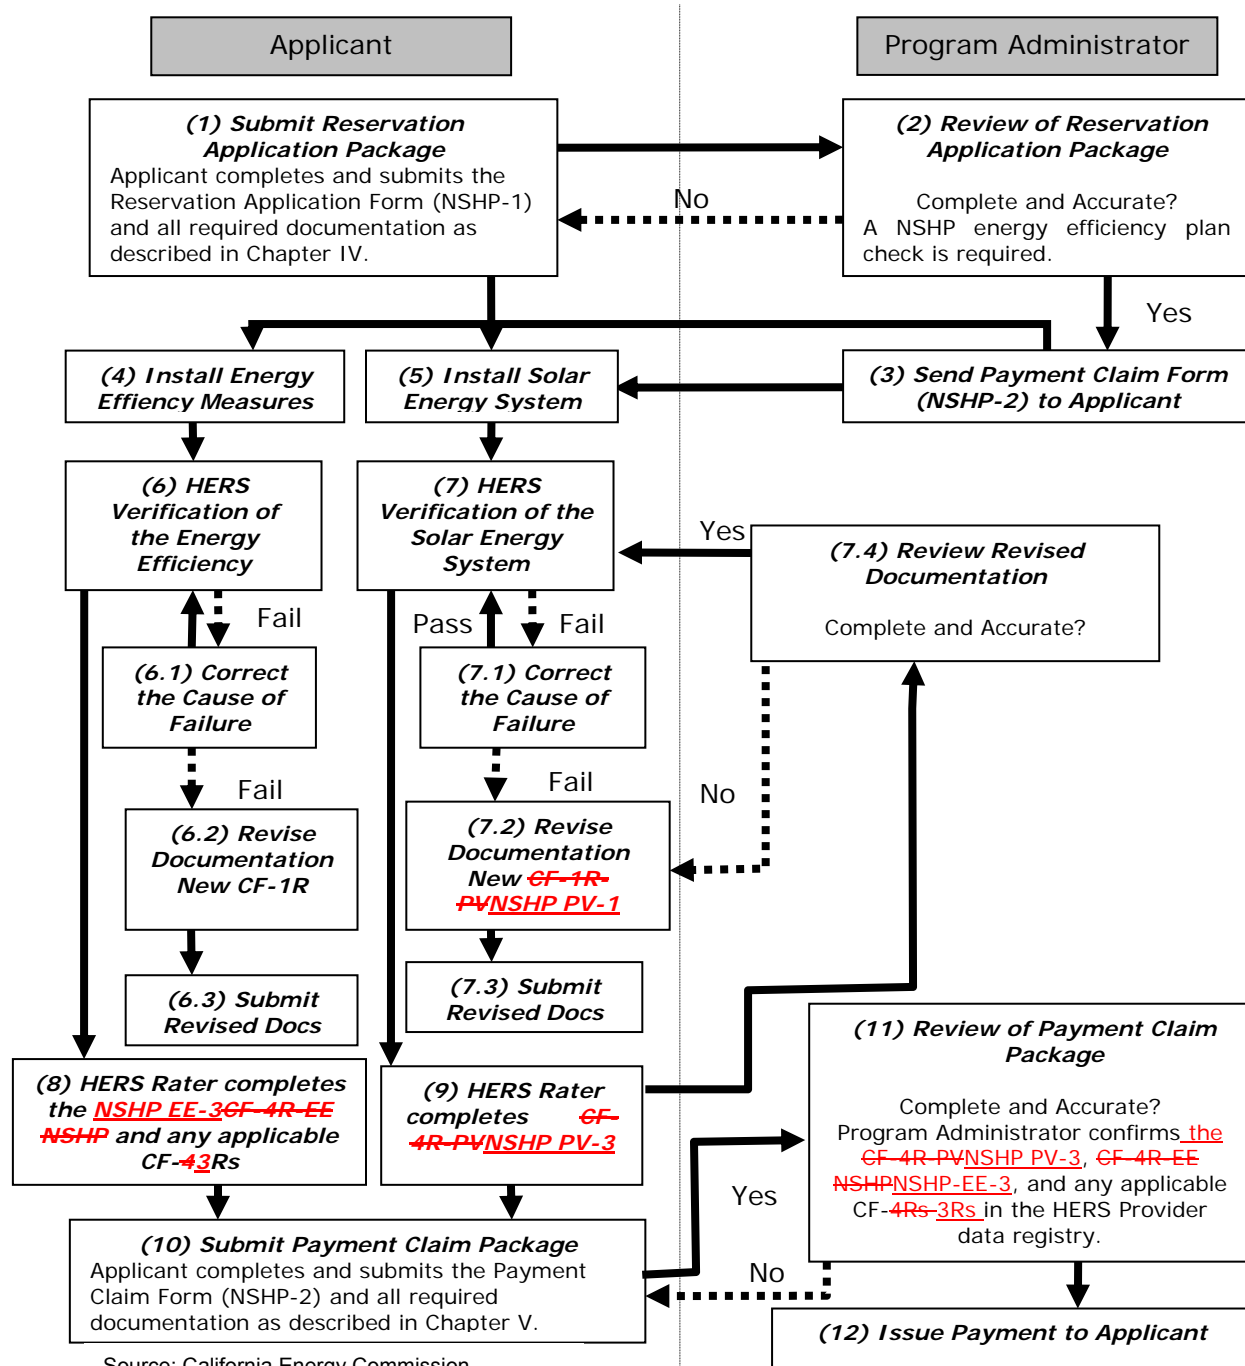 Applicant
Program Administrator
(1) Submit Reservation
Application Package
Applicant completes and submits the
Reservation Application Form (NSHP-1)
and all required documentation as
described in Chapter IV.
(2) Review of Reservation
Application Package
Complete and Accurate?
A NSHP energy efficiency plan
check is required.
No
Yes
(4) Install Energy
Effiency Measures
(5) Install Solar
Energy System
(3) Send Payment Claim Form
(NSHP-2) to Applicant
(6) HERS
Verification of
the Energy
Efficiency
(7) HERS
Verification of the
Solar Energy
System
Yes
(7.4) Review Revised
Documentation
Complete and Accurate?
Fail
Pass
Fail
(6.1) Correct
the Cause of
Failure
(7.1) Correct
the Cause of
Failure
Fail
Fail
No
(6.2) Revise
Documentation
New CF-1R
(7.2) Revise
Documentation
New CF-1R-
PVNSHP PV-1
(6.3) Submit
Revised Docs
(7.3) Submit
Revised Docs
(8) HERS Rater completes
the NSHP EE-3CF-4R-EE
NSHP and any applicable
CF-43Rs
(9) HERS Rater
completes CF-
4R-PVNSHP PV-3
(11) Review of Payment Claim
Package
Complete and Accurate?
Program Administrator confirms the
CF-4R-PVNSHP PV-3, CF-4R-EE
NSHPNSHP-EE-3, and any applicable
CF-4Rs 3Rs in the HERS Provider
data registry.
Yes
No
(10) Submit Payment Claim Package
Applicant completes and submits the Payment
Claim Form (NSHP-2) and all required
documentation as described in Chapter V.
(12) Issue Payment to Applicant
Source: California Energy Commission